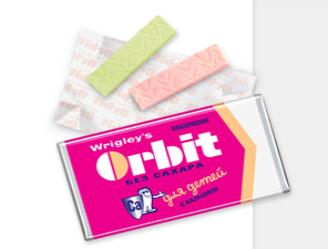 Wrigley's
Orbit
БЕЗ САХАРА
Ca
для детей
С КАЛЬЦИЕМ